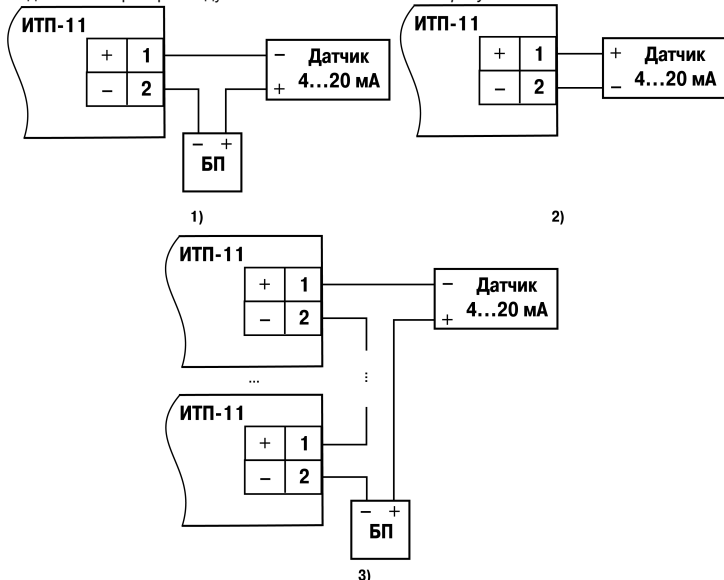 ИТП-11
+ 1
– 2
– Датчик
+ 4...20 мА
– +
БП
1)
ИТП-11
+ 1
– 2
+ Датчик
– 4...20 мА
2)
ИТП-11
+ 1
– 2
– Датчик
+ 4...20 мА
... ...
ИТП-11
+ 1
– 2
– +
БП
3)